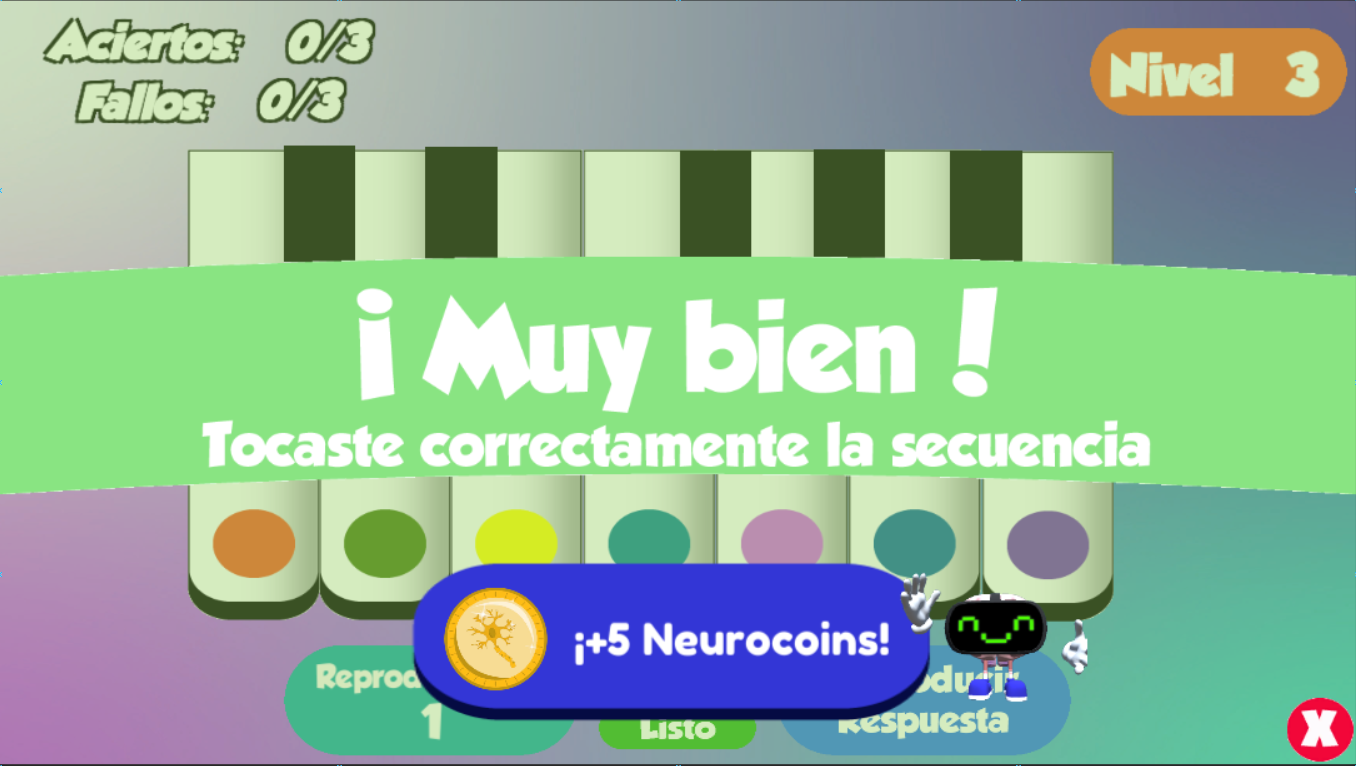 Aciertos: 0/3
Fallos: 0/3
Nivel 3
¡Muy bien!
Tocaste correctamente la secuencia
¡+5 Neurocoins!
1
Listo
Respuesta
X